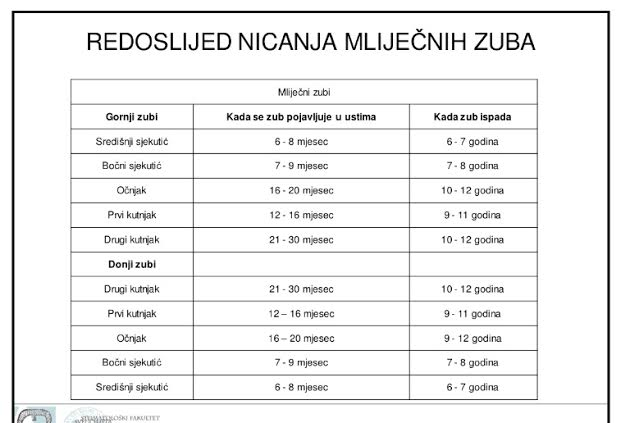 REDOSLIJED NICANJA MLIJEČNIH ZUBA
Mliječni zubi
Gornji zubi Kada se zub pojavljuje u ustima Kada zub ispada
Središnji sjekutić 6 - 8 mjesec 6 - 7 godina
Bočni sjekutić 7 - 9 mjesec 7 - 8 godina
Očnjak 16 - 20 mjesec 10 - 12 godina
Prvi kutnjak 12 - 16 mjesec 9 - 11 godina
Drugi kutnjak 21 - 30 mjesec 10 - 12 godina
Donji zubi
Drugi kutnjak 21 - 30 mjesec 10 - 12 godina
Prvi kutnjak 12 – 16 mjesec 9 - 11 godina
Očnjak 16 – 20 mjesec 9 - 12 godina
Bočni sjekutić 7 - 9 mjesec 7 - 8 godina
Središnji sjekutić 6 - 8 mjesec 6 - 7 godina
STOMATOLOŠKI FAKULTET